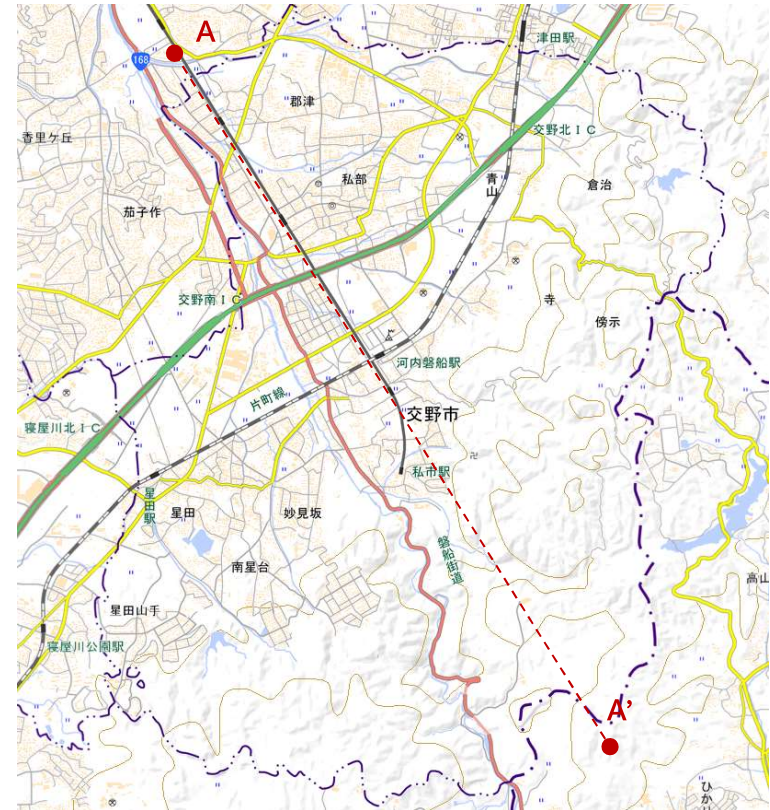 A
168
津田駅
郡津
香里ケ丘
交野北IC
私部
青山
倉治
茄子作
寺
交野南IC
傍示
河内磐船駅
片町線
交野市
寝屋川北IC
私市駅
星田駅
星田
妙見坂
磐船街道
南星台
高山
星田山手
寝屋川公園駅
A’
ひか